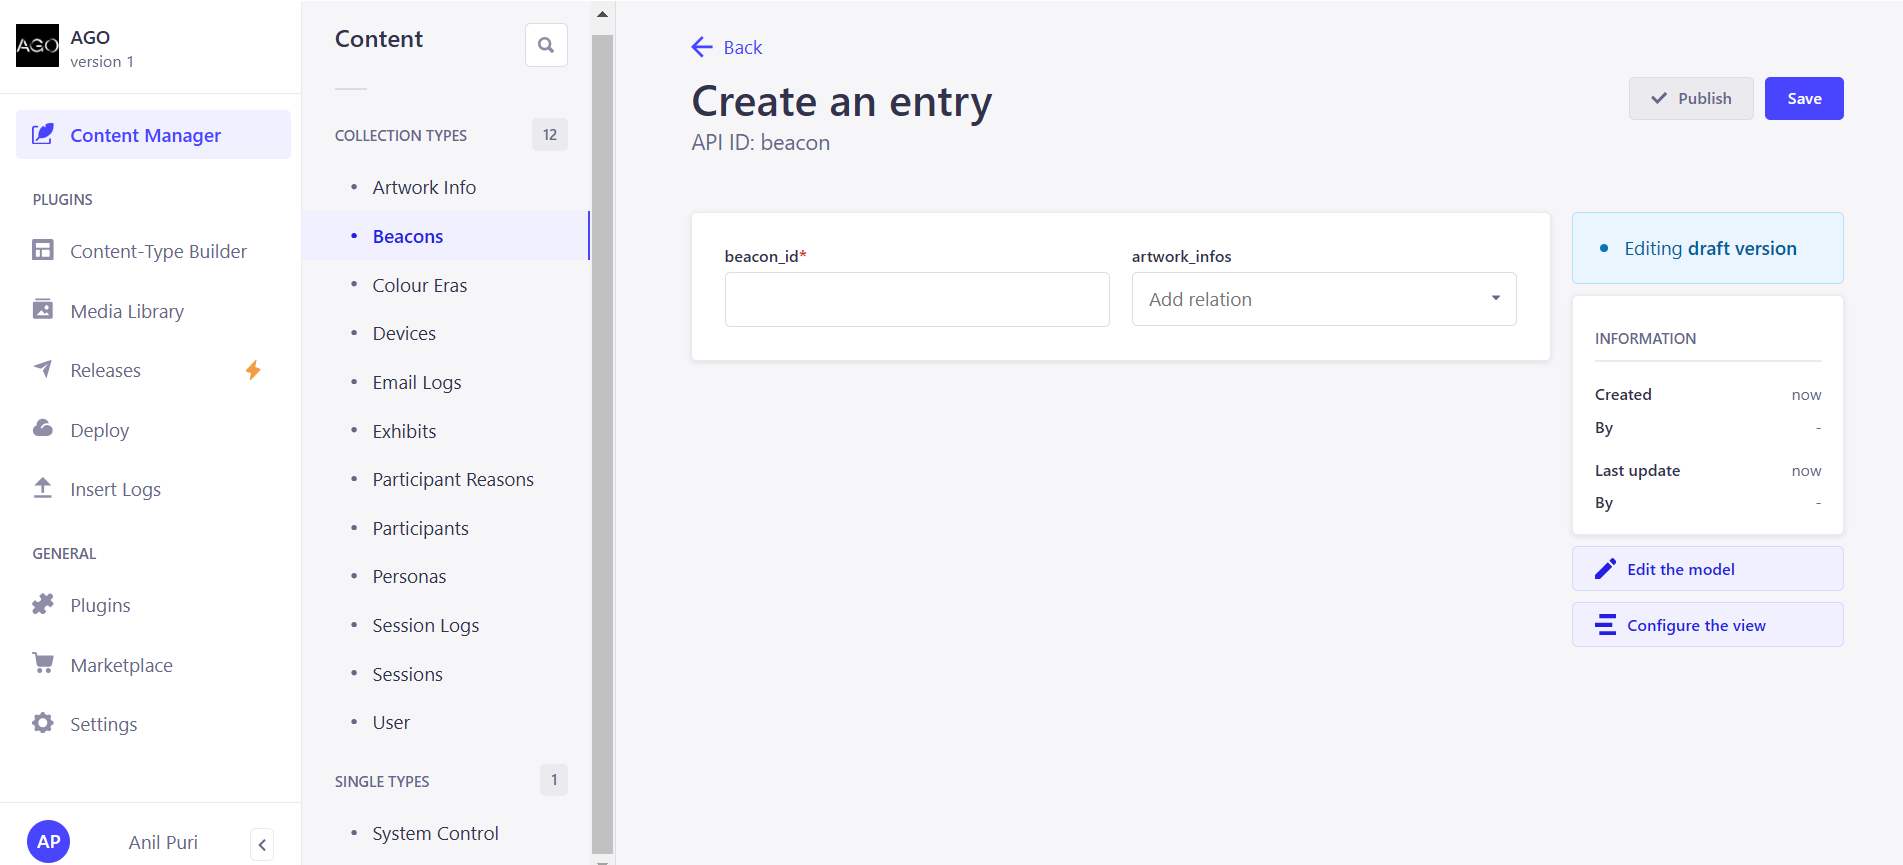 AGO
AGO
version 1
Content Manager
PLUGINS
Content-Type Builder
Media Library
Releases
Deploy
Insert Logs
GENERAL
Plugins
Marketplace
Settings
AP
Anil Puri
Content
COLLECTION TYPES 12
Artwork Info
Beacons
Colour Eras
Devices
Email Logs
Exhibits
Participant Reasons
Participants
Personas
Session Logs
Sessions
User
SINGLE TYPES 1
System Control
Back
Create an entry
API ID: beacon
Publish
Save
beacon_id*
artwork_infos
Add relation
Editing draft version
INFORMATION
Created now
By -
Last update now
By -
Edit the model
Configure the view